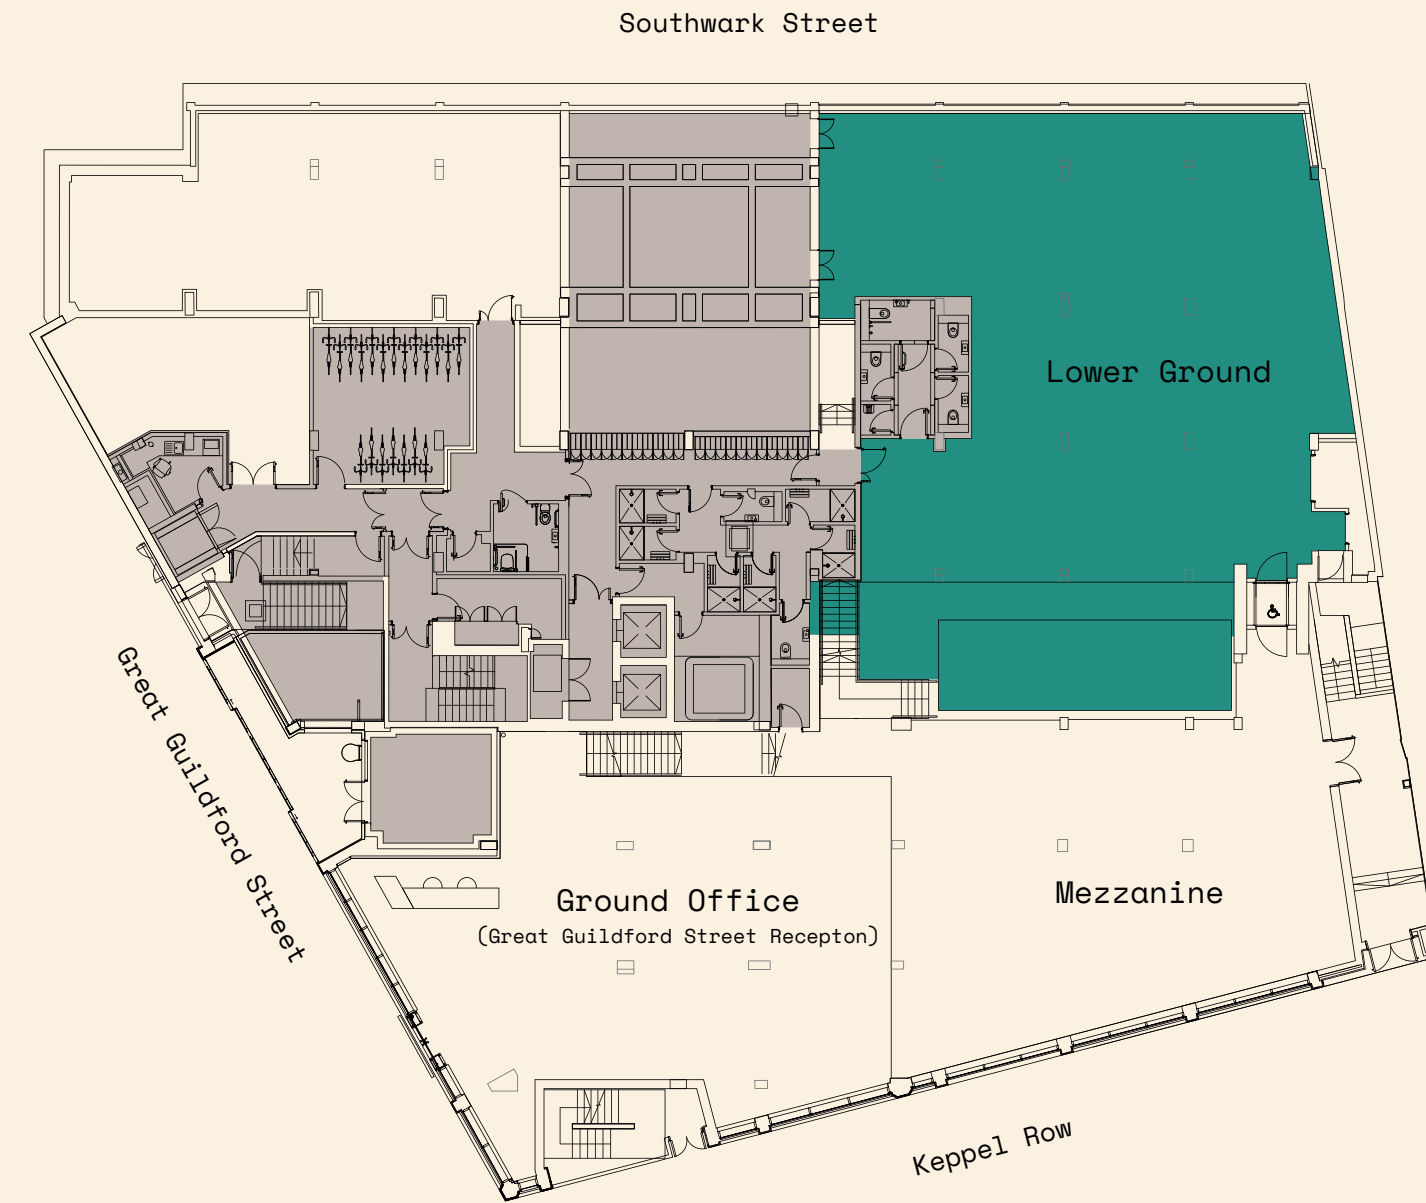 Southwark Street
Lower Ground
Great Guildford Street
Ground Office
(Great Guildford Street Recepton)
Mezzanine
Keppel Row